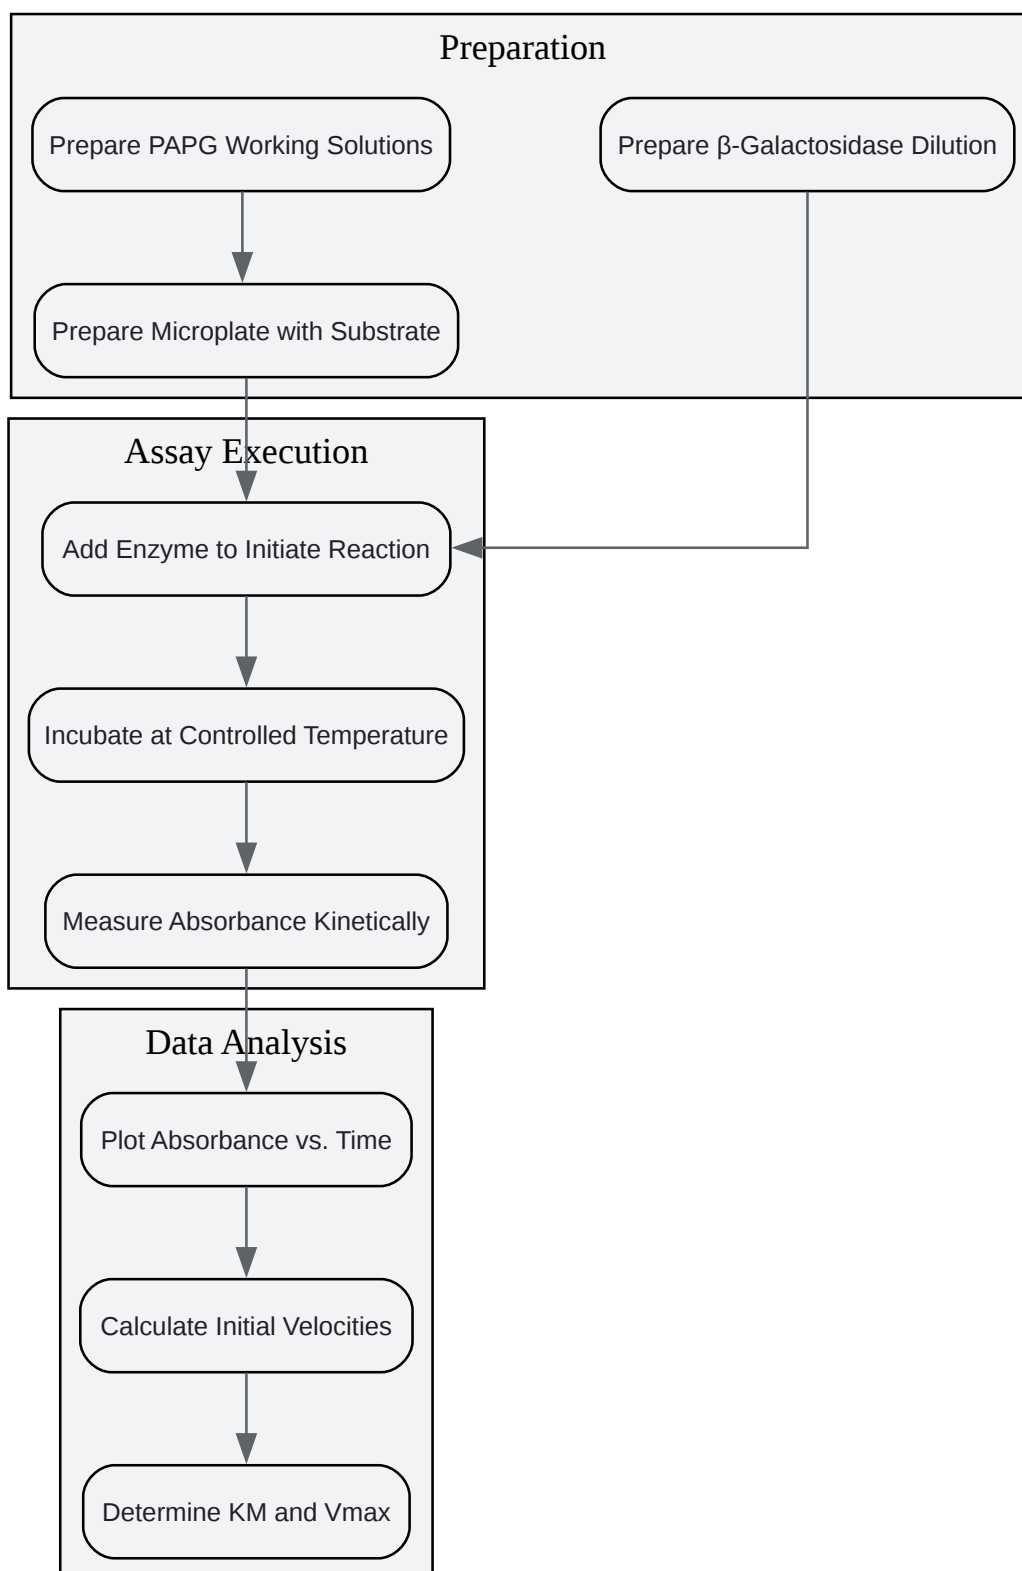 Preparation
Prepare PAPG Working Solutions
Prepare β-Galactosidase Dilution
Prepare Microplate with Substrate
Assay Execution
Add Enzyme to Initiate Reaction
Incubate at Controlled Temperature
Measure Absorbance Kinetically
Data Analysis
Plot Absorbance vs. Time
Calculate Initial Velocities
Determine KM and Vmax